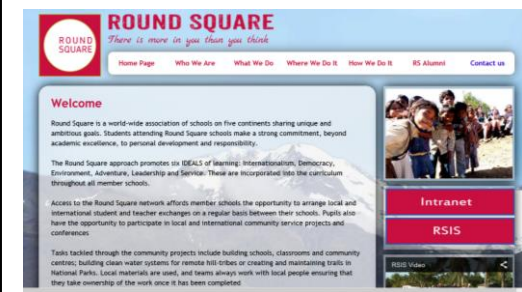 ROUND
SQUARE
ROUND SQUARE
There is more in you than you think
Home Page Who We Are What We Do Where We Do It How We Do It RS Alumni Contact us
Welcome
Round Square is a world-wide association of schools on five continents sharing unique and
ambitious goals. Students attending Round Square schools make a strong commitment, beyond
academic excellence, to personal development and responsibility.
The Round Square approach promotes six IDEALS of learning: Internationalism, Democracy,
Environment, Adventure, Leadership and Service. These are incorporated into the curriculum
throughout all member schools.
Access to the Round Square network affords member schools the opportunity to arrange local and
international student and teacher exchanges on a regular basis between their schools. Pupils also
have the opportunity to participate in local and international community service projects and
conferences
Tasks tackled through the community projects include building schools, classrooms and community
centres; building clean water systems for remote hill-tribes or creating and maintaining trails in
National Parks. Local materials are used, and teams always work with local people ensuring that
they take ownership of the work once it has been completed
Intranet
RSIS
RSIS Video